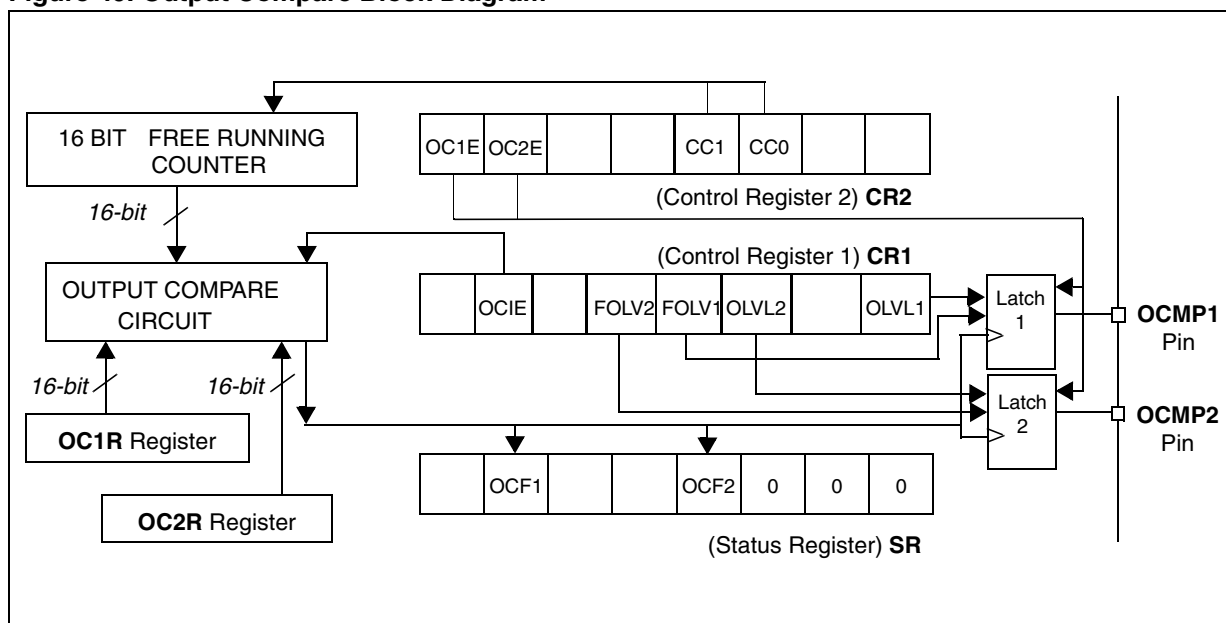 Output Compare Block Diagram
16 BIT FREE RUNNING
COUNTER
OC1E OC2E CC1 CC0
(Control Register 2) CR2
16-bit
(Control Register 1) CR1
OUTPUT COMPARE
CIRCUIT
OCIE FOLV2 FOLV1 OLVL2 OLVL1
Latch
1
OCMP1
Pin
16-bit
16-bit
Latch
2
OCMP2
Pin
OC1R Register
OCF1 OCF2 0 0 0
OC2R Register
(Status Register) SR